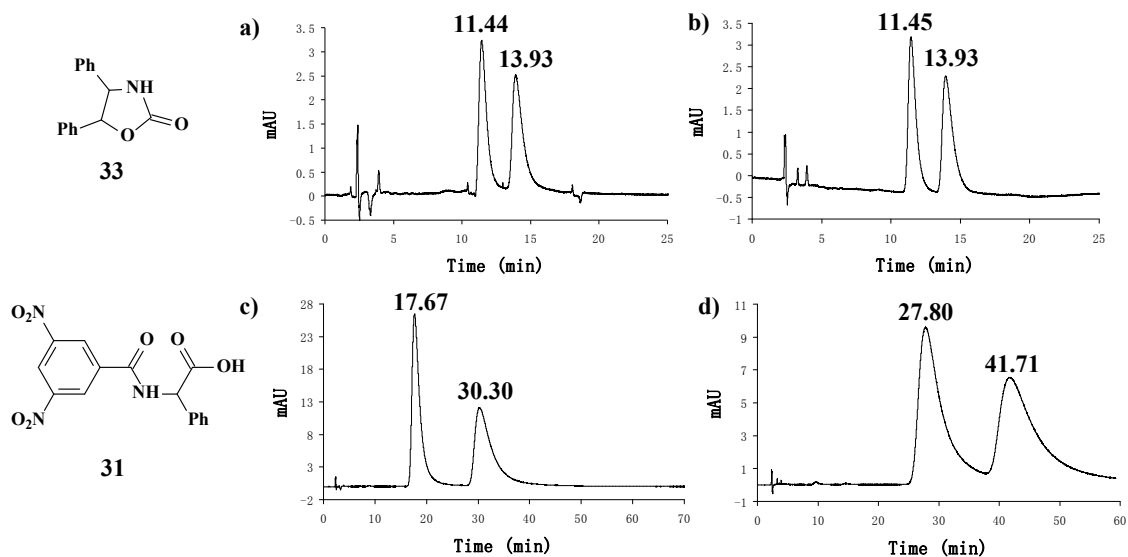 a)
11.44
13.93
mAU
3.5
3
2.5
2
1.5
1
0.5
0
-0.5
0 5 10 15 20 25
Time (min)
b)
11.45
13.93
mAU
3.5
3
2.5
2
1.5
1
0.5
0
-0.5
-1
0 5 10 15 20 25
Time (min)
Ph
NH
Ph
O
O
33
c)
17.67
30.30
mAU
28
23
18
13
8
3
-2
0 10 20 30 40 50 60 70
Time (min)
d)
27.80
41.71
mAU
11
9
7
5
3
1
-1
0 10 20 30 40 50 60
Time (min)
O₂N
O
O
OH
NH
NO₂
Ph
31